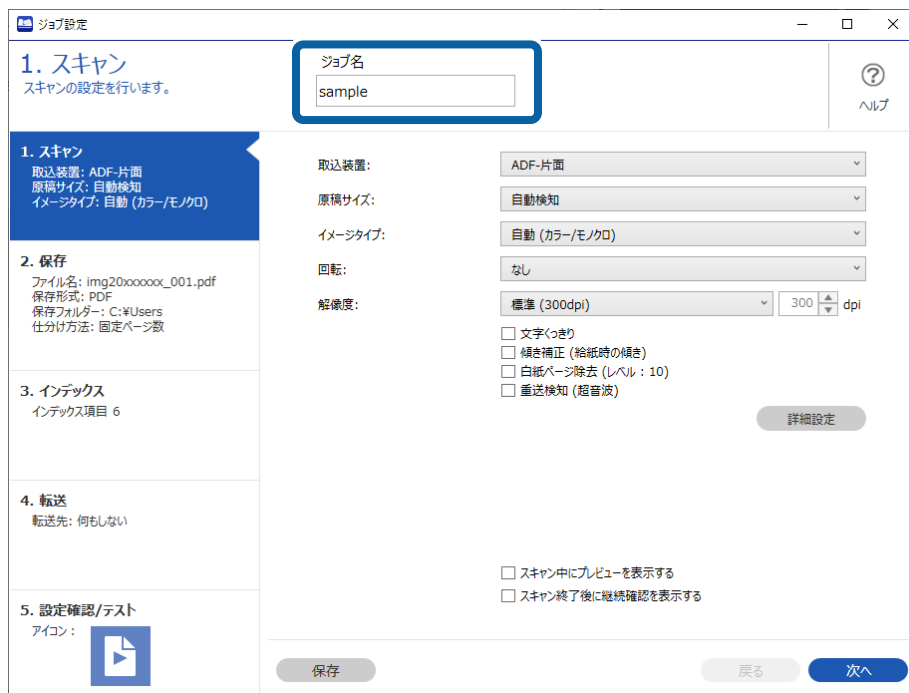 ジョブ設定
1. スキャン
スキャンの設定を行います。
ジョブ名
sample
ヘルプ
1. スキャン
取込装置: ADF-片面
原稿サイズ: 自動検知
イメージタイプ: 自動 (カラー/モノクロ)
2. 保存
ファイル名: img20xxxxxx_001.pdf
保存形式: PDF
保存フォルダー: C:¥Users
仕分け方法: 固定ページ数
3. インデックス
インデックス項目 6
4. 転送
転送先: 何もしない
5. 設定確認/テスト
アイコン :
取込装置: ADF-片面
原稿サイズ: 自動検知
イメージタイプ: 自動 (カラー/モノクロ)
回転: なし
解像度: 標準 (300dpi) 300 dpi
文字くっきり
傾き補正 (給紙時の傾き)
白紙ページ除去 (レベル : 10)
重送検知 (超音波)
詳細設定
スキャン中にプレビューを表示する
スキャン終了後に継続確認を表示する
保存 戻る 次へ